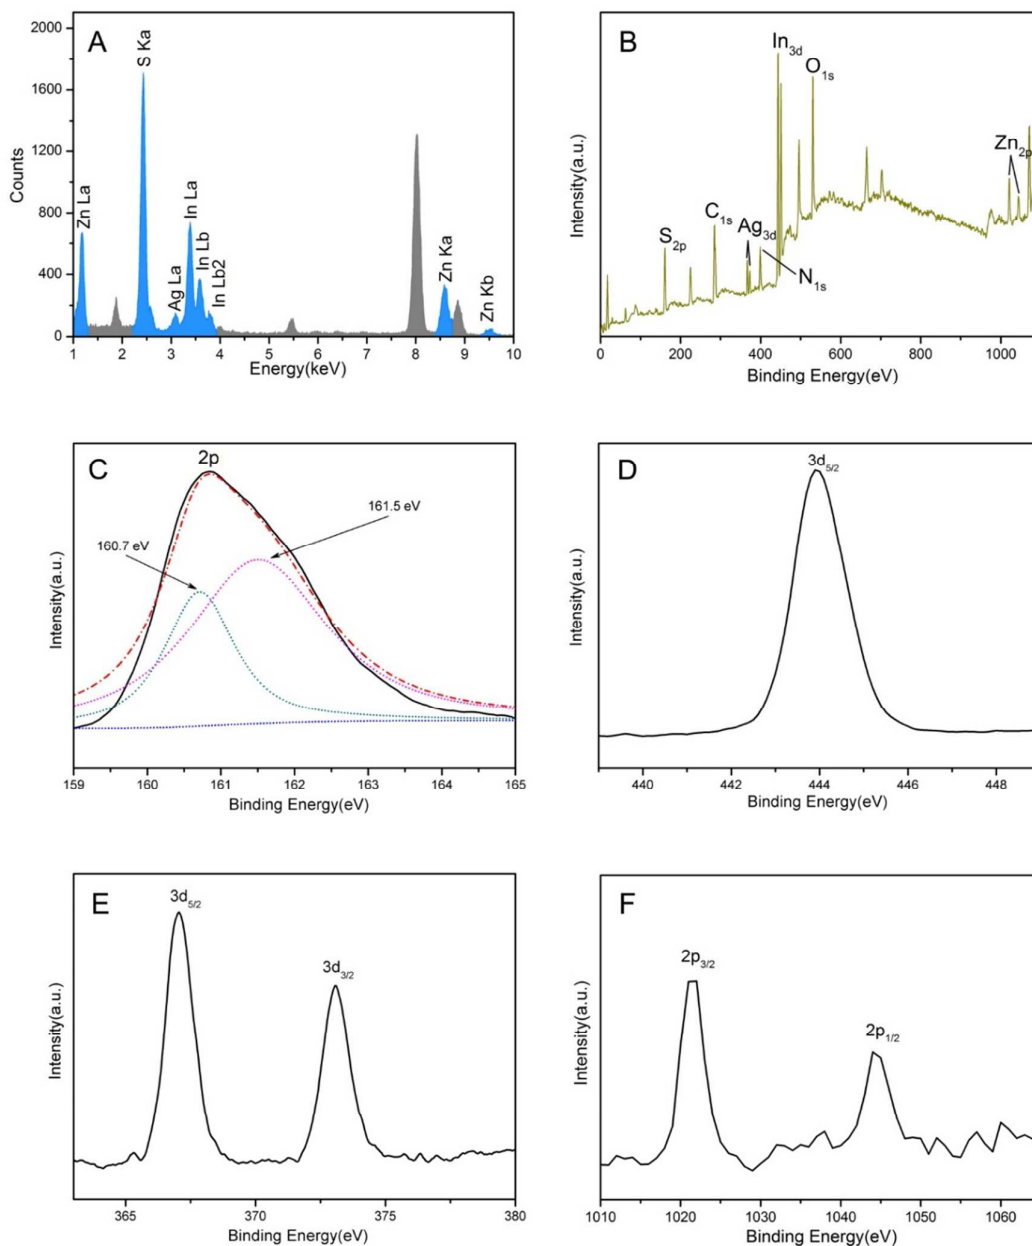 A
2000
1600
1200
800
400
0
Counts
Zn La
S Ka
Ag La
In La
In Lb
In Lb2
Zn Ka
Zn Kb
1 2 3 4 5 6 7 8 9 10
Energy(keV)
B
Intensity(a.u.)
S2p
C1s
Ag3d
N1s
In3d
O1s
Zn2p
0 200 400 600 800 1000
Binding Energy(eV)
C
2p
160.7 eV
161.5 eV
Intensity(a.u.)
159 160 161 162 163 164 165
Binding Energy(eV)
D
3d5/2
Intensity(a.u.)
440 442 444 446 448
Binding Energy(eV)
E
3d5/2
3d3/2
Intensity(a.u.)
365 370 375 380
Binding Energy(eV)
F
2p3/2
2p1/2
Intensity(a.u.)
1010 1020 1030 1040 1050 1060
Binding Energy(eV)